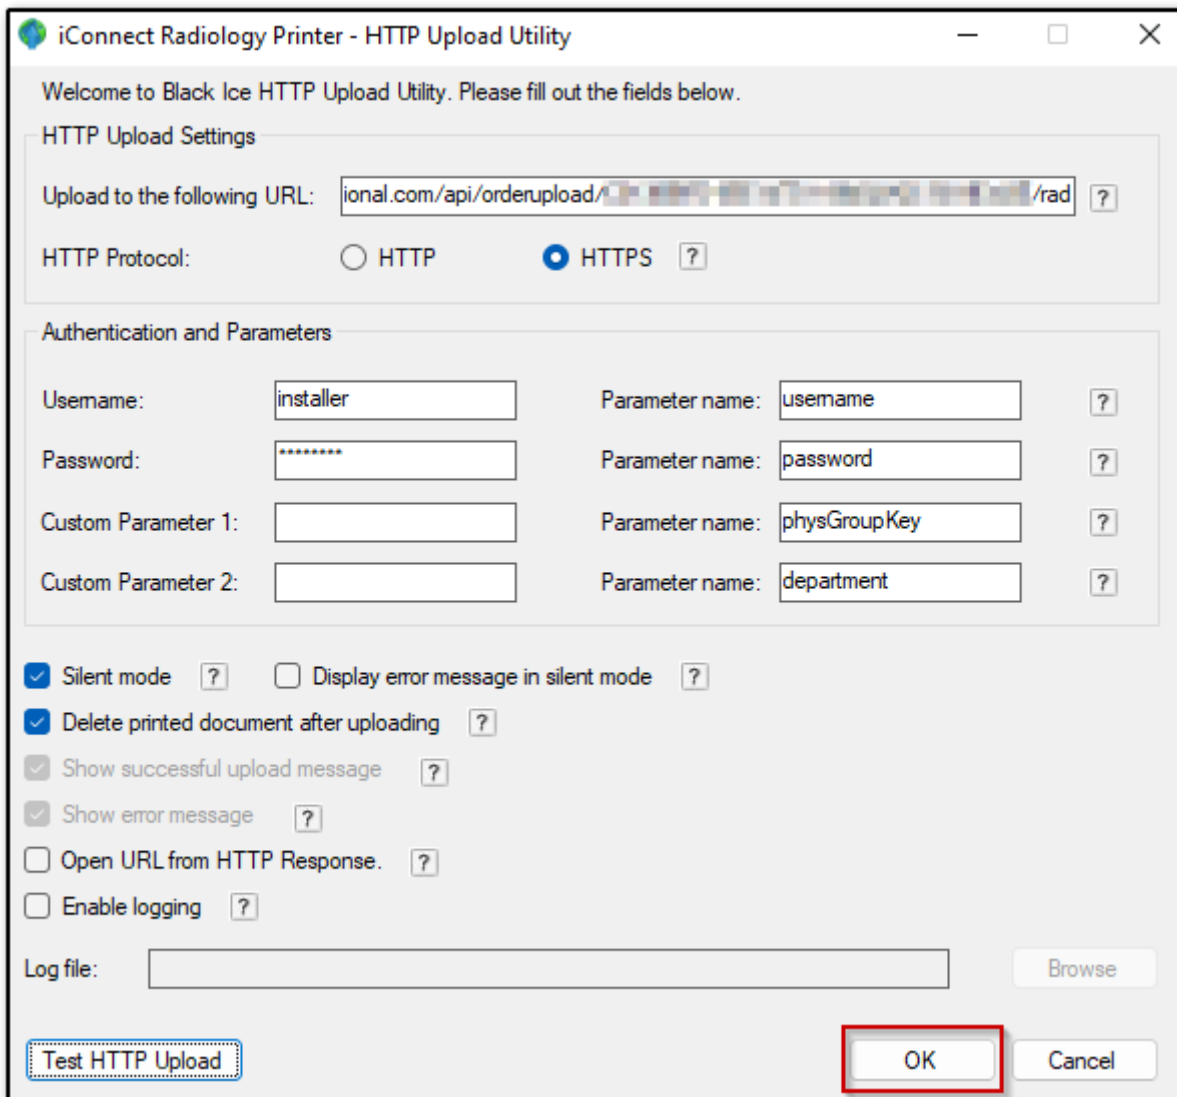 iConnect Radiology Printer - HTTP Upload Utility
Welcome to Black Ice HTTP Upload Utility. Please fill out the fields below.
HTTP Upload Settings
Upload to the following URL: ional.com/api/orderupload/ /rad ?
HTTP Protocol: HTTP HTTPS ?
Authentication and Parameters
Username: installer Parameter name: username ?
Password: ******** Parameter name: password ?
Custom Parameter 1: Parameter name: physGroupKey ?
Custom Parameter 2: Parameter name: department ?
Silent mode ? Display error message in silent mode ?
Delete printed document after uploading ?
Show successful upload message ?
Show error message ?
Open URL from HTTP Response. ?
Enable logging ?
Log file: Browse
Test HTTP Upload OK Cancel